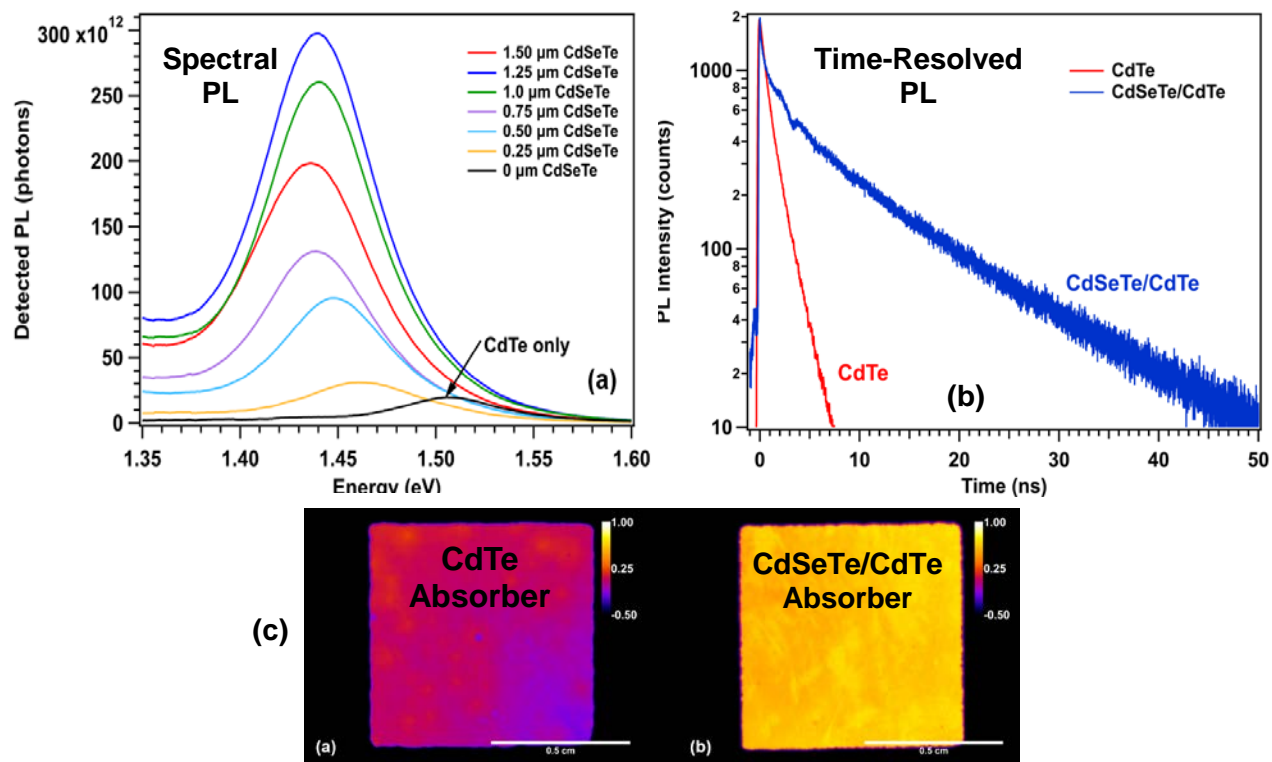 300 x10¹²
250
200
150
100
50
0
Detected PL (photons)
Spectral
PL
1.50 µm CdSeTe
1.25 µm CdSeTe
1.0 µm CdSeTe
0.75 µm CdSeTe
0.50 µm CdSeTe
0.25 µm CdSeTe
0 µm CdSeTe
CdTe only
(a)
1.35
1.40
1.45
1.50
1.55
1.60
Energy (eV)
2
1000
8
6
4
2
100
8
6
4
2
10
PL Intensity (counts)
Time-Resolved
PL
CdTe
CdSeTe/CdTe
CdSeTe/CdTe
CdTe
(b)
0
10
20
30
40
50
Time (ns)
(c)
CdTe
Absorber
1.00
0.25
-0.50
(a)
0.5 cm
CdSeTe/CdTe
Absorber
1.00
0.25
-0.50
(b)
0.5 cm